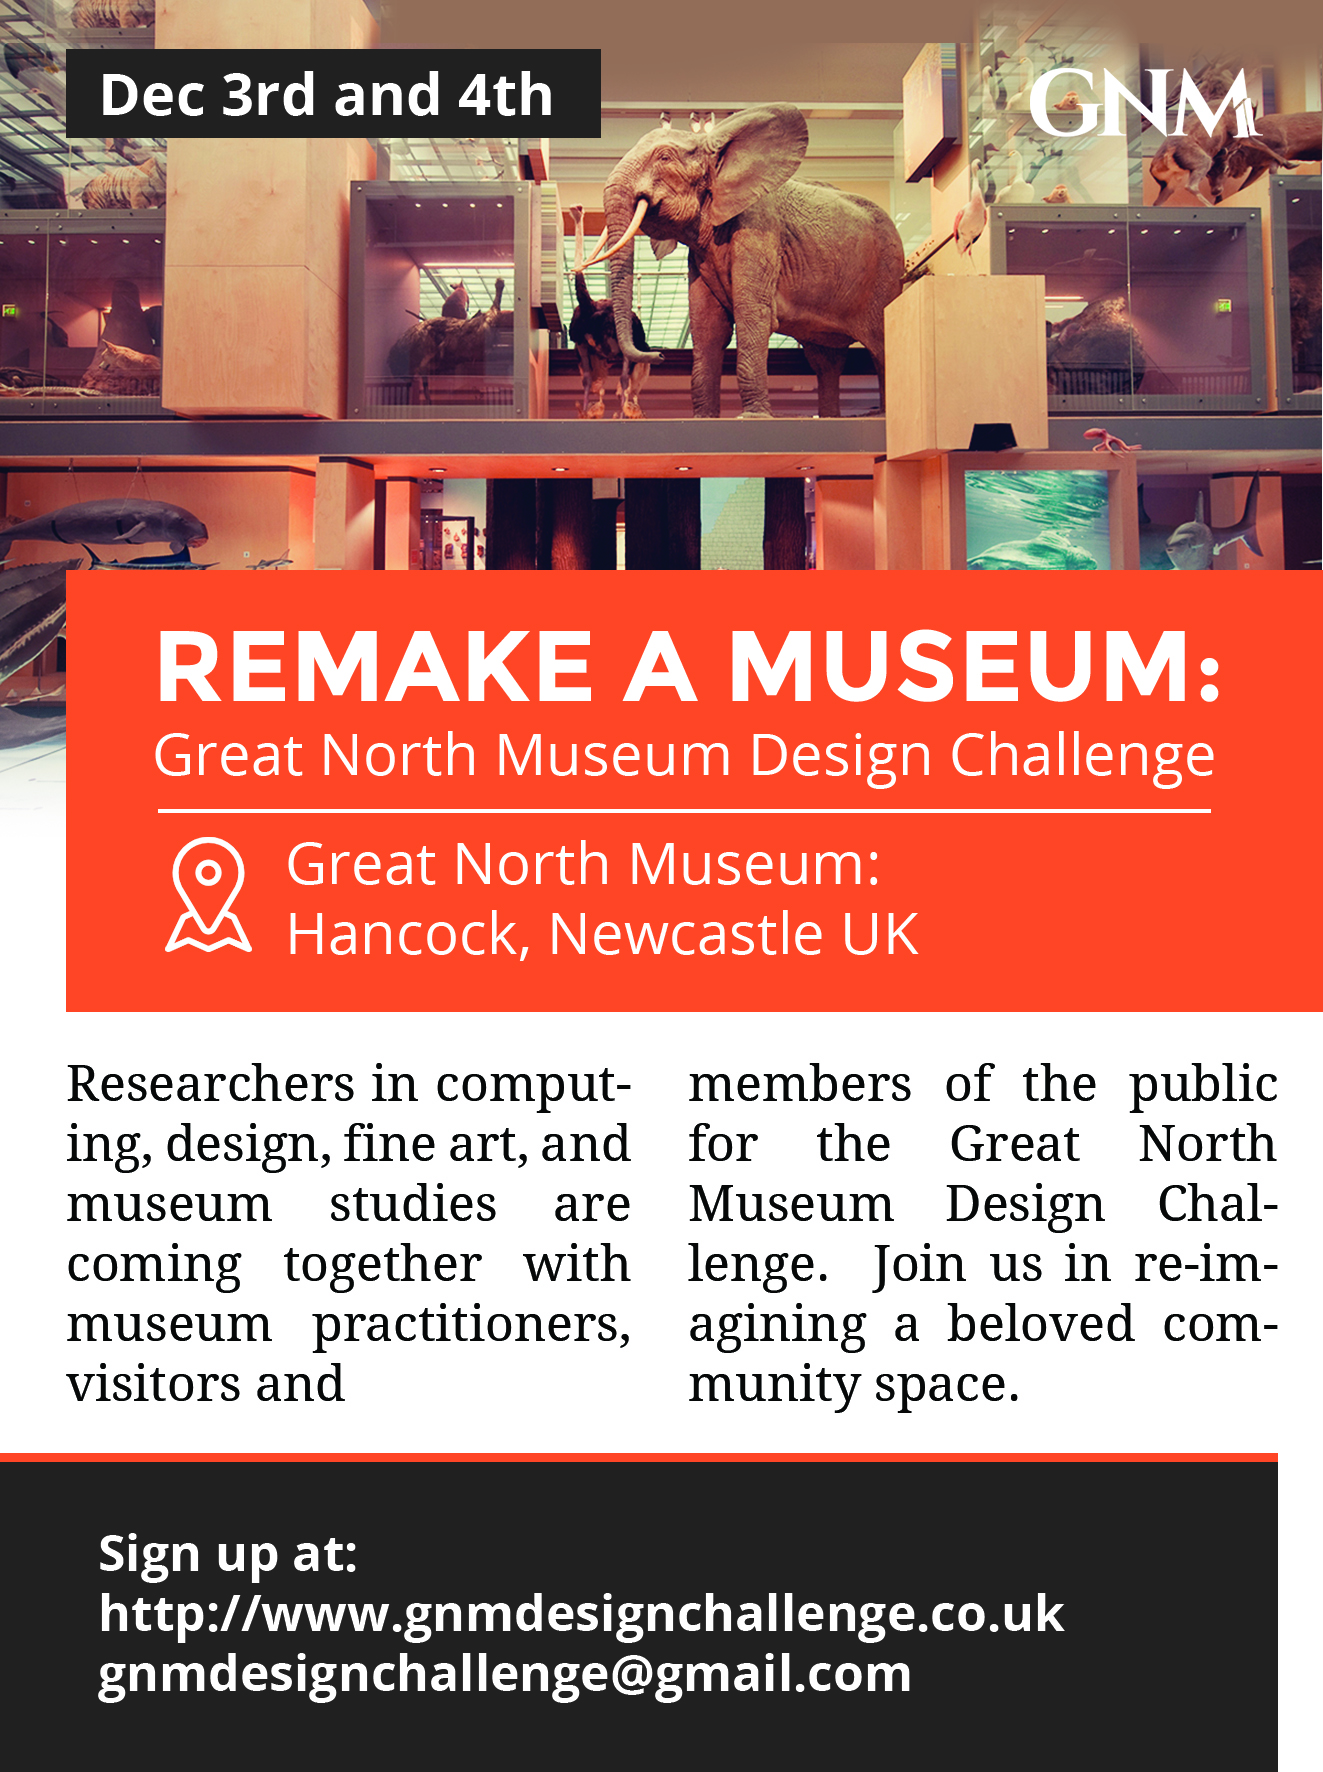 Dec 3rd and 4th
GNM
REMAKE A MUSEUM:
Great North Museum Design Challenge
Great North Museum:
Hancock, Newcastle UK
Researchers in comput-
ing, design, fine art, and
museum studies are
coming together with
museum practitioners,
visitors and
members of the public
for the Great North
Museum Design Chal-
lenge. Join us in re-im-
agining a beloved com-
munity space.
Sign up at:
http://www.gnmdesignchallenge.co.uk
gnmdesignchallenge@gmail.com